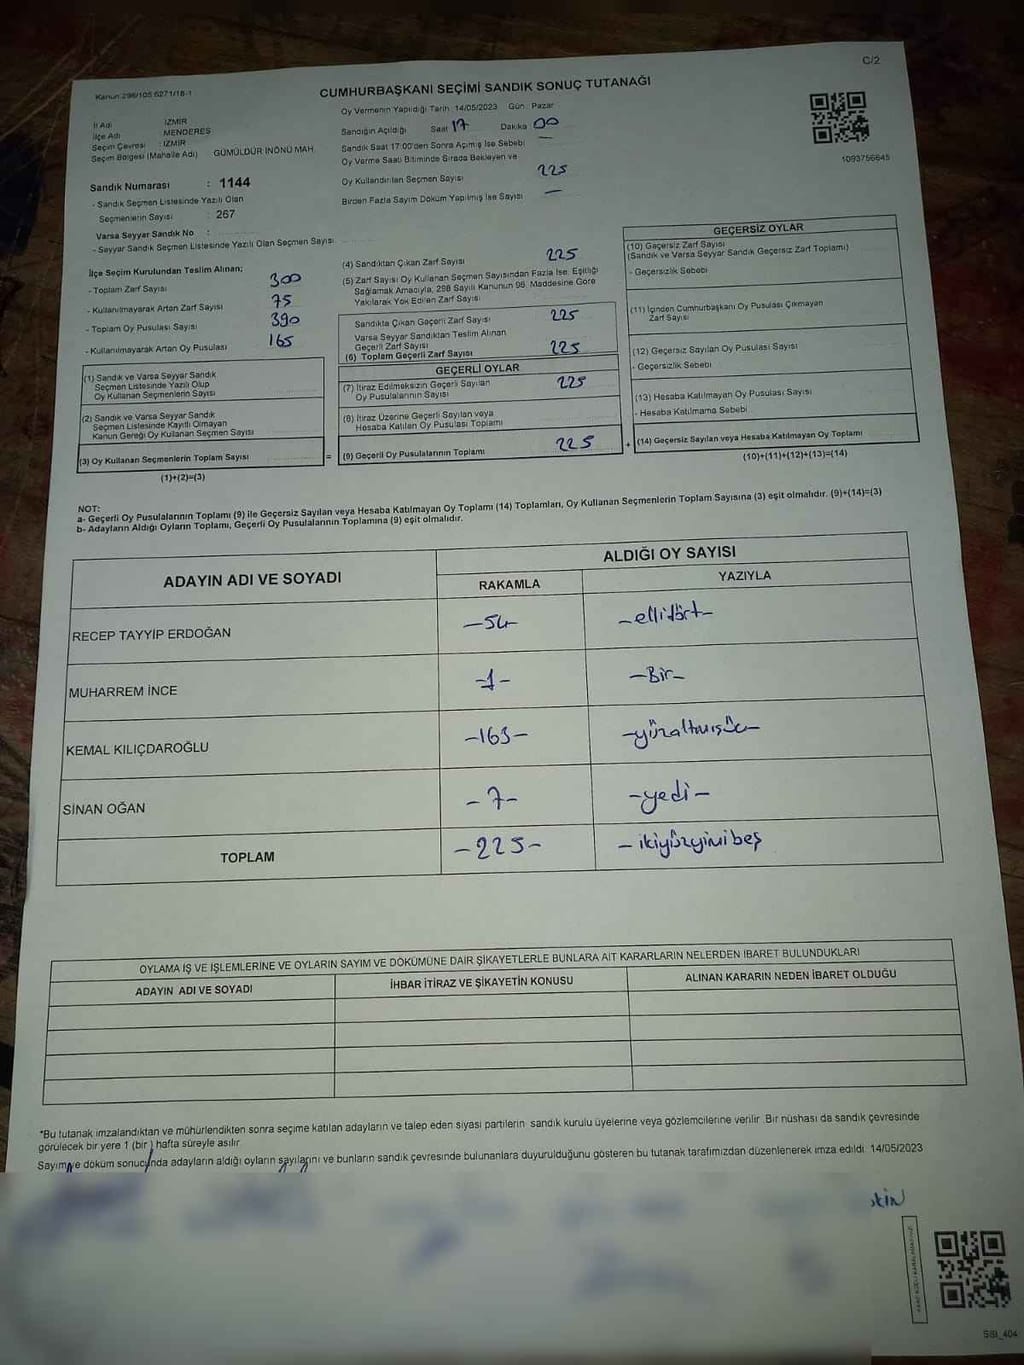 C/2
Kanun 298/105 6271/18-1
CUMHURBAŞKANI SEÇİMİ SANDIK SONUÇ TUTANAĞI
Oy Vermenin Yapıldığı Tarih: 14/05/2023 Gün: Pazar
İl Adı : İZMİR
İlçe Adı : MENDERES
Seçim Çevresi : İZMİR
Seçim Bölgesi (Mahalle Adı) GÜMÜLDÜR İNÖNÜ MAH.
Sandığın Açıldığı Saat 17 Dakika 00
Sandık Saat 17:00'den Sonra Açılmış İse Sebebi —
Oy Verme Saati Bitiminde Sırada Bekleyen ve
Oy Kullandırılan Seçmen Sayısı 225
Birden Fazla Sayım Döküm Yapılmış İse Sayısı —
1093756645
Sandık Numarası : 1144
- Sandık Seçmen Listesinde Yazılı Olan
Seçmenlerin Sayısı : 267
Varsa Seyyar Sandık No :
- Seyyar Sandık Seçmen Listesinde Yazılı Olan Seçmen Sayısı
İlçe Seçim Kurulundan Teslim Alınan;
- Toplam Zarf Sayısı 300
- Kullanılmayarak Artan Zarf Sayısı 75
- Toplam Oy Pusulası Sayısı 390
- Kullanılmayarak Artan Oy Pusulası 165
(1) Sandık ve Varsa Seyyar Sandık
Seçmen Listesinde Yazılı Olup
Oy Kullanan Seçmenlerin Sayısı
(2) Sandık ve Varsa Seyyar Sandık
Seçmen Listesinde Kayıtlı Olmayan
Kanun Gereği Oy Kullanan Seçmen Sayısı
(3) Oy Kullanan Seçmenlerin Toplam Sayısı
(1)+(2)=(3)
(4) Sandıktan Çıkan Zarf Sayısı 225
(5) Zarf Sayısı Oy Kullanan Seçmen Sayısından Fazla İse, Eşitliği
Sağlamak Amacıyla, 298 Sayılı Kanunun 98. Maddesine Göre
Yakılarak Yok Edilen Zarf Sayısı
Sandıkta Çıkan Geçerli Zarf Sayısı 225
Varsa Seyyar Sandıktan Teslim Alınan
Geçerli Zarf Sayısı
(6) Toplam Geçerli Zarf Sayısı 225
GEÇERLİ OYLAR
(7) İtiraz Edilmeksizin Geçerli Sayılan
Oy Pusulalarının Sayısı 225
(8) İtiraz Üzerine Geçerli Sayılan veya
Hesaba Katılan Oy Pusulası Toplamı
= (9) Geçerli Oy Pusulalarının Toplamı 225 +
GEÇERSİZ OYLAR
(10) Geçersiz Zarf Sayısı
(Sandık ve Varsa Seyyar Sandık Geçersiz Zarf Toplamı)
- Geçersizlik Sebebi
(11) İçinden Cumhurbaşkanı Oy Pusulası Çıkmayan
Zarf Sayısı
(12) Geçersiz Sayılan Oy Pusulası Sayısı
- Geçersizlik Sebebi
(13) Hesaba Katılmayan Oy Pusulası Sayısı
- Hesaba Katılmama Sebebi
(14) Geçersiz Sayılan veya Hesaba Katılmayan Oy Toplamı
(10)+(11)+(12)+(13)=(14)
NOT:
a- Geçerli Oy Pusulalarının Toplamı (9) ile Geçersiz Sayılan veya Hesaba Katılmayan Oy Toplamı (14) Toplamları, Oy Kullanan Seçmenlerin Toplam Sayısına (3) eşit olmalıdır. (9)+(14)=(3)
b- Adayların Aldığı Oyların Toplamı, Geçerli Oy Pusulalarının Toplamına (9) eşit olmalıdır.
ADAYIN ADI VE SOYADI
ALDIĞI OY SAYISI
RAKAMLA YAZIYLA
RECEP TAYYİP ERDOĞAN -54- -ellidört-
MUHARREM İNCE -1- -Bir-
KEMAL KILIÇDAROĞLU -163- -yüzaltmışüç-
SİNAN OĞAN -7- -yedi-
TOPLAM -225- -ikiyüzyirmibeş
OYLAMA İŞ VE İŞLEMLERİNE VE OYLARIN SAYIM VE DÖKÜMÜNE DAİR ŞİKAYETLERLE BUNLARA AİT KARARLARIN NELERDEN İBARET BULUNDUKLARI
ADAYIN ADI VE SOYADI İHBAR İTİRAZ VE ŞİKAYETİN KONUSU ALINAN KARARIN NEDEN İBARET OLDUĞU
*Bu tutanak imzalandıktan ve mühürlendikten sonra seçime katılan adayların ve talep eden siyasi partilerin sandık kurulu üyelerine veya gözlemcilerine verilir. Bir nüshası da sandık çevresinde
görülecek bir yere 1 (bir) hafta süreyle asılır.
Sayım ve döküm sonucunda adayların aldığı oyların sayılarını ve bunların sandık çevresinde bulunanlara duyurulduğunu gösteren bu tutanak tarafımızdan düzenlenerek imza edildi. 14/05/2023
SSI_404